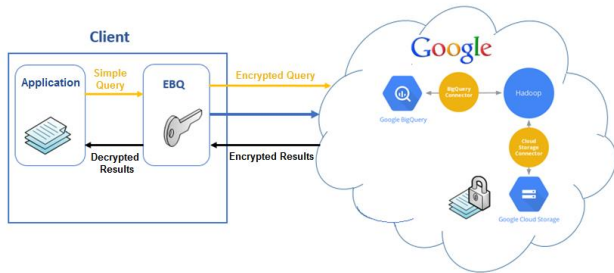 Client
Google
Application
Simple
Query
EBQ
Encrypted Query
BigQuery
Connector
Hadoop
Google BigQuery
Decrypted
Results
Encrypted Results
Cloud
Storage
Connector
Google Cloud Storage